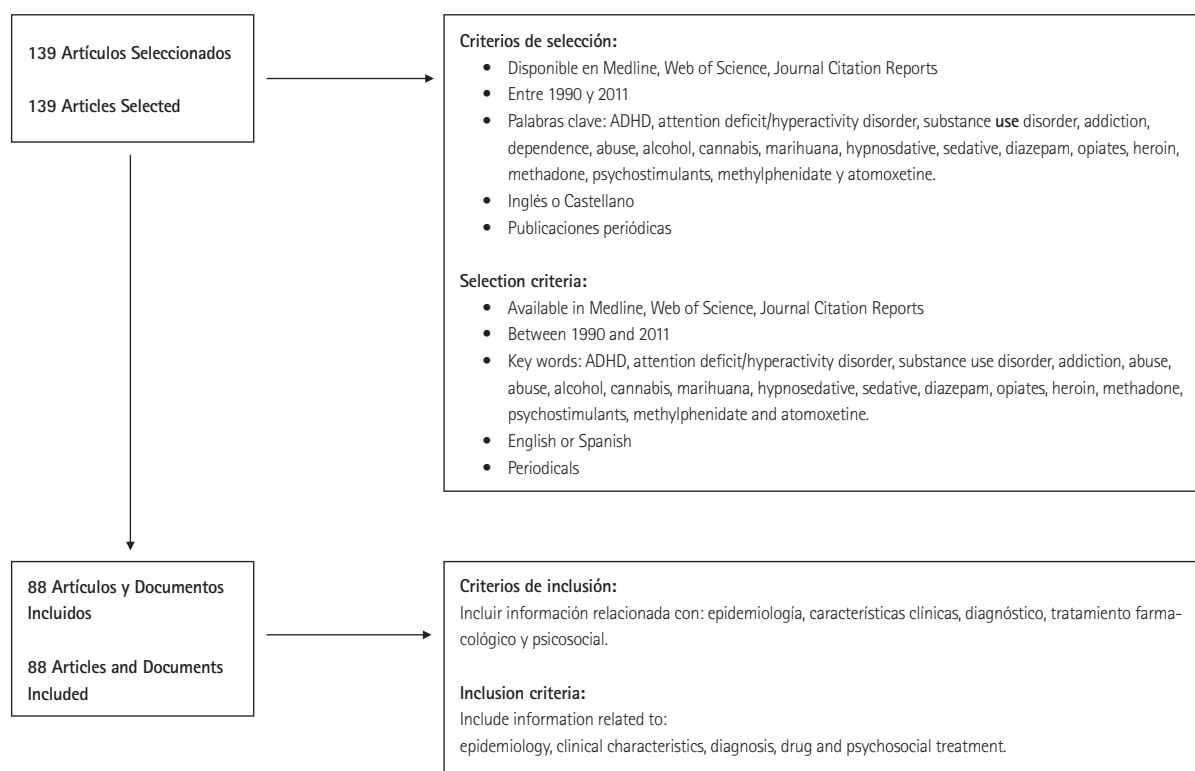 139 Artículos Seleccionados
139 Articles Selected
Criterios de selección:
• Disponible en Medline, Web of Science, Journal Citation Reports
• Entre 1990 y 2011
• Palabras clave: ADHD, attention deficit/hyperactivity disorder, substance use disorder, addiction,
dependence, abuse, alcohol, cannabis, marihuana, hypnosdative, sedative, diazepam, opiates, heroin,
methadone, psychostimulants, methylphenidate y atomoxetine.
• Inglés o Castellano
• Publicaciones periódicas
Selection criteria:
• Available in Medline, Web of Science, Journal Citation Reports
• Between 1990 and 2011
• Key words: ADHD, attention deficit/hyperactivity disorder, substance use disorder, addiction, abuse,
abuse, alcohol, cannabis, marihuana, hypnosedative, sedative, diazepam, opiates, heroin, methadone,
psychostimulants, methylphenidate and atomoxetine.
• English or Spanish
• Periodicals
88 Artículos y Documentos
Incluidos
88 Articles and Documents
Included
Criterios de inclusión:
Incluir información relacionada con: epidemiología, características clínicas, diagnóstico, tratamiento farma-
cológico y psicosocial.
Inclusion criteria:
Include information related to:
epidemiology, clinical characteristics, diagnosis, drug and psychosocial treatment.